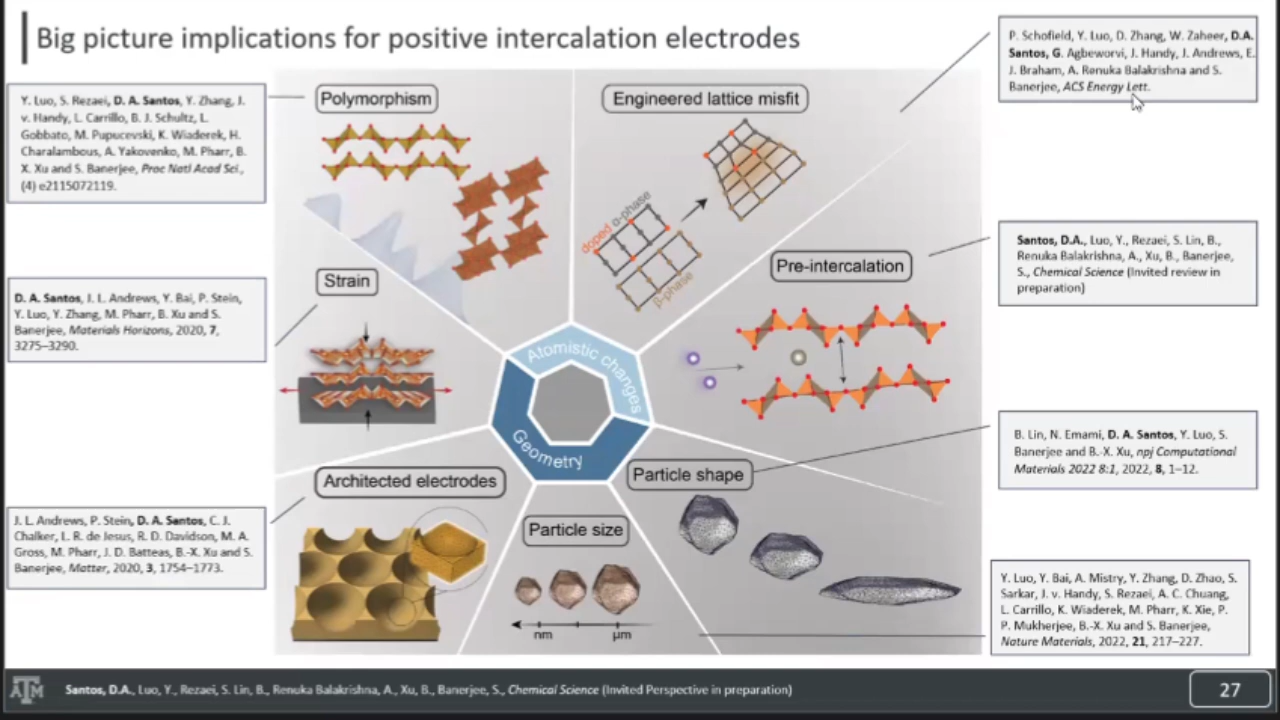 Big picture implications for positive intercalation electrodes
Y. Luo, S. Rezaei, D. A. Santos, Y. Zhang, J.
v. Handy, L. Carrillo, B. J. Schultz, L.
Gobbato, M. Pupucevski, K. Wiaderek, H.
Charalambous, A. Yakovenko, M. Pharr, B.
X. Xu and S. Banerjee, Proc Natl Acad Sci.,
(4) e2115072119.
Polymorphism
Engineered lattice misfit
doped α-phase
β-phase
P. Schofield, Y. Luo, D. Zhang, W. Zaheer, D.A.
Santos, G. Agbeworvi, J. Handy, J. Andrews, E.
J. Braham, A. Renuka Balakrishna and S.
Banerjee, ACS Energy Lett.
Santos, D.A., Luo, Y., Rezaei, S. Lin, B.,
Renuka Balakrishna, A., Xu, B., Banerjee,
S., Chemical Science (Invited review in
preparation)
Pre-intercalation
Strain
D. A. Santos, J. L. Andrews, Y. Bai, P. Stein,
Y. Luo, Y. Zhang, M. Pharr, B. Xu and S.
Banerjee, Materials Horizons, 2020, 7,
3275–3290.
Atomistic changes
Geometry
B. Lin, N. Emami, D. A. Santos, Y. Luo, S.
Banerjee and B.-X. Xu, npj Computational
Materials 2022 8:1, 2022, 8, 1–12.
Particle shape
Architected electrodes
Particle size
nm
μm
J. L. Andrews, P. Stein, D. A. Santos, C. J.
Chalker, L. R. de Jesus, R. D. Davidson, M. A.
Gross, M. Pharr, J. D. Batteas, B.-X. Xu and S.
Banerjee, Matter, 2020, 3, 1754–1773.
Y. Luo, Y. Bai, A. Mistry, Y. Zhang, D. Zhao, S.
Sarkar, J. v. Handy, S. Rezaei, A. C. Chuang,
L. Carrillo, K. Wiaderek, M. Pharr, K. Xie, P.
P. Mukherjee, B.-X. Xu and S. Banerjee,
Nature Materials, 2022, 21, 217–227.
ATM
Santos, D.A., Luo, Y., Rezaei, S. Lin, B., Renuka Balakrishna, A., Xu, B., Banerjee, S., Chemical Science (Invited Perspective in preparation)
27